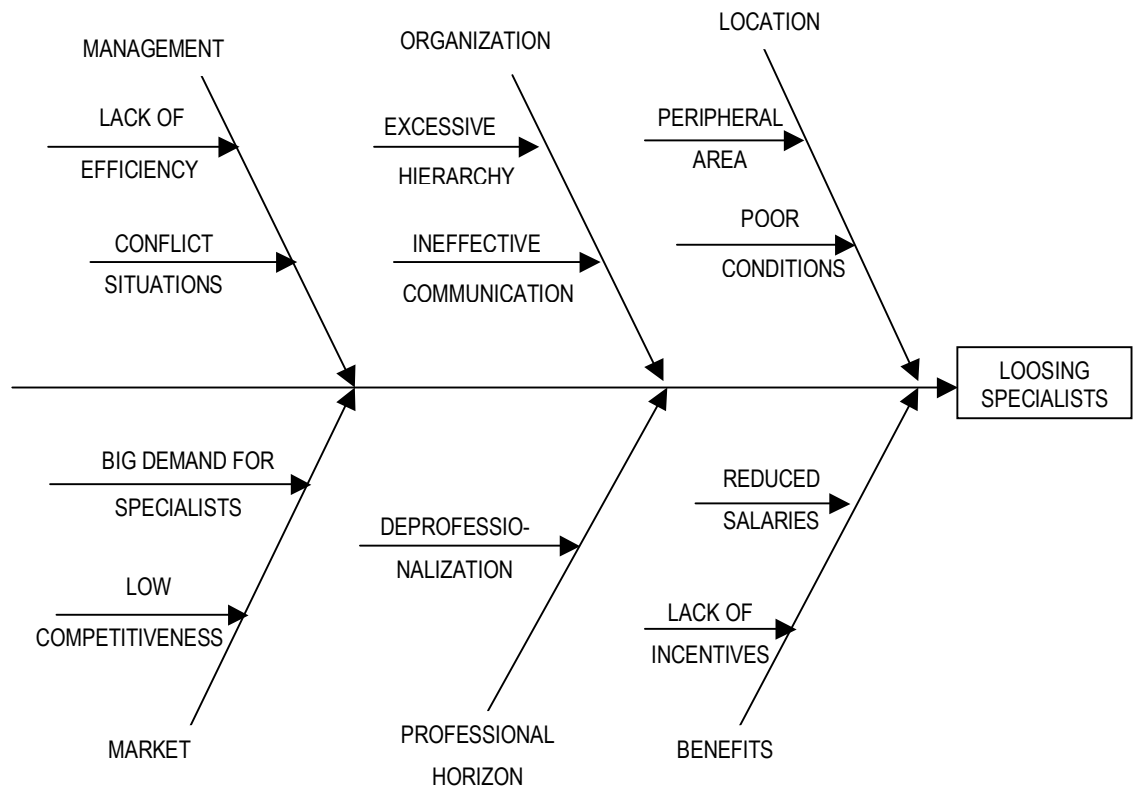 MANAGEMENT
LACK OF
EFFICIENCY
CONFLICT
SITUATIONS
ORGANIZATION
EXCESSIVE
HIERARCHY
INEFFECTIVE
COMMUNICATION
LOCATION
PERIPHERAL
AREA
POOR
CONDITIONS
LOOSING
SPECIALISTS
BIG DEMAND FOR
SPECIALISTS
LOW
COMPETITIVENESS
MARKET
DEPROFESSIO-
NALIZATION
PROFESSIONAL
HORIZON
REDUCED
SALARIES
LACK OF
INCENTIVES
BENEFITS